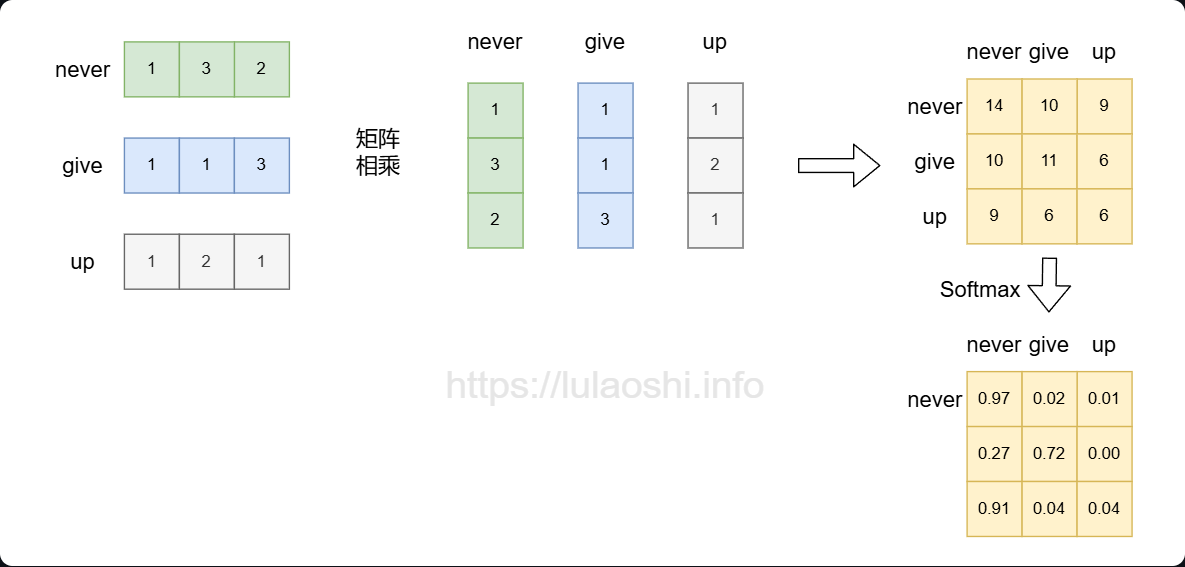 never 1 3 2
give 1 1 3
up 1 2 1
矩阵
相乘
never give up
1 1 1
3 1 2
2 3 1
never give up
never 14 10 9
give 10 11 6
up 9 6 6
Softmax
never give up
never 0.97 0.02 0.01
0.27 0.72 0.00
0.91 0.04 0.04
https://lulaoshi.info